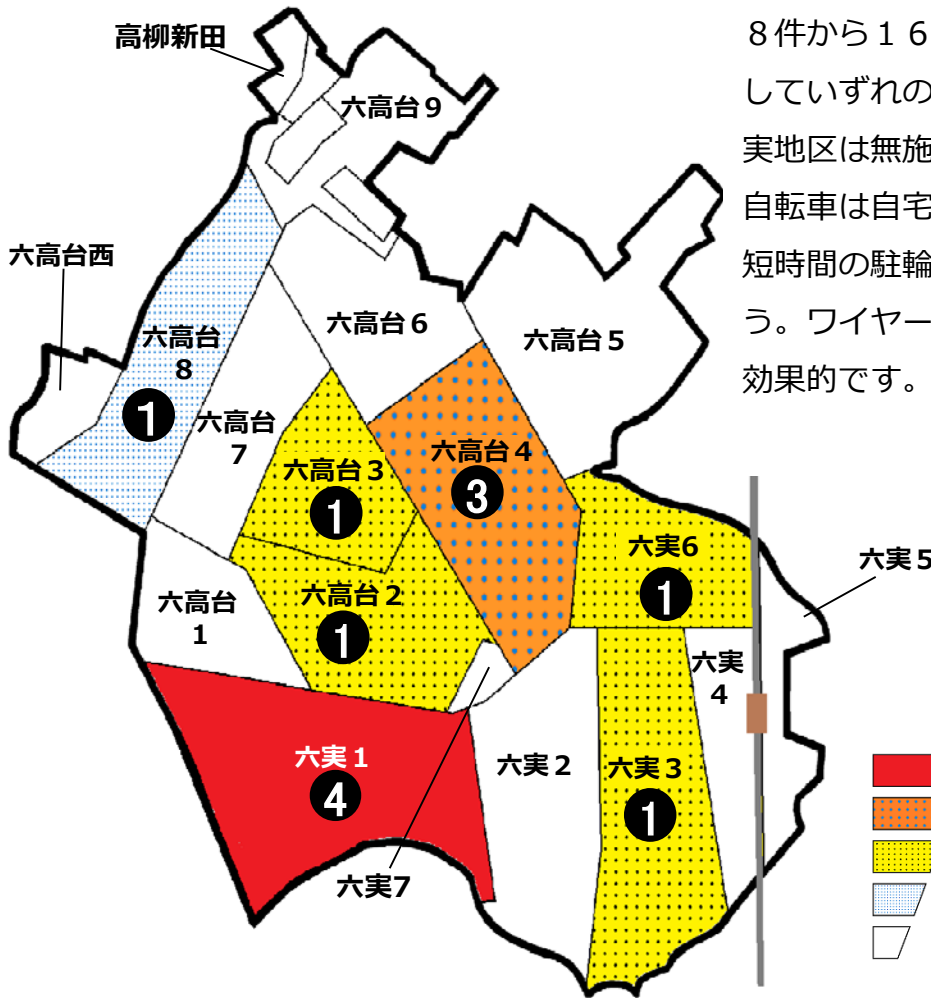 ８件から１６
していずれの
実地区は無施
自転車は自宅
短時間の駐輪
う。ワイヤー
効果的です。
高柳新田
六高台９
六高台西
六高台
8
1
六高台６
六高台５
六高台
7
六高台３
1
六高台４
3
六実6
1
六実５
六高台
1
六高台２
1
六実
4
六実１
4
六実２
六実３
1
六実7